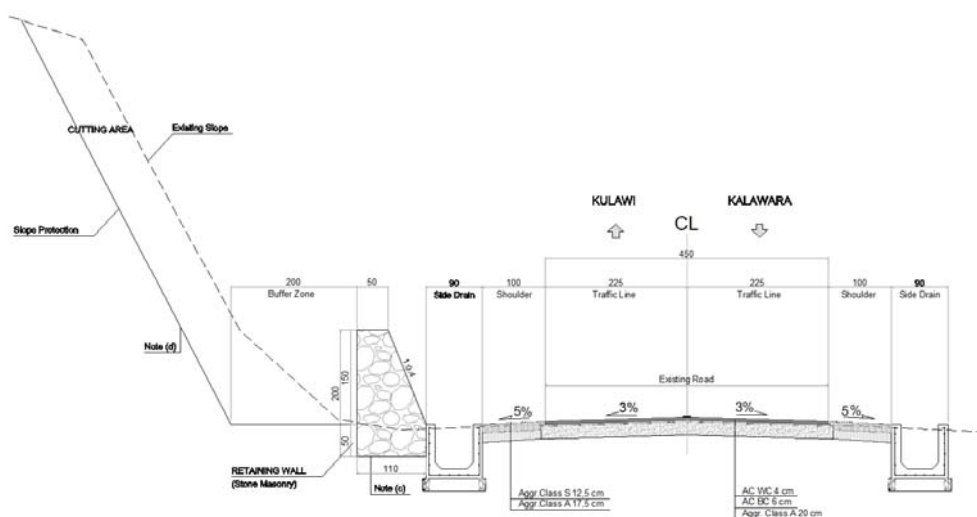 CUTTING AREA
Existing Slope
Slope Protection
KULAWI
KALAWARA
CL
450
200
50
90
100
225
225
100
90
Buffer Zone
Side Drain
Shoulder
Traffic Line
Traffic Line
Shoulder
Side Drain
Note (d)
200
150
50
1:0,4
Existing Road
5%
3%
3%
5%
RETAINING WALL
(Stone Masonry)
110
Note (c)
Aggr.Class S 12,5 cm
Aggr.Class A 17,5 cm
AC WC 4 cm
AC BC 6 cm
Aggr. Class A 20 cm